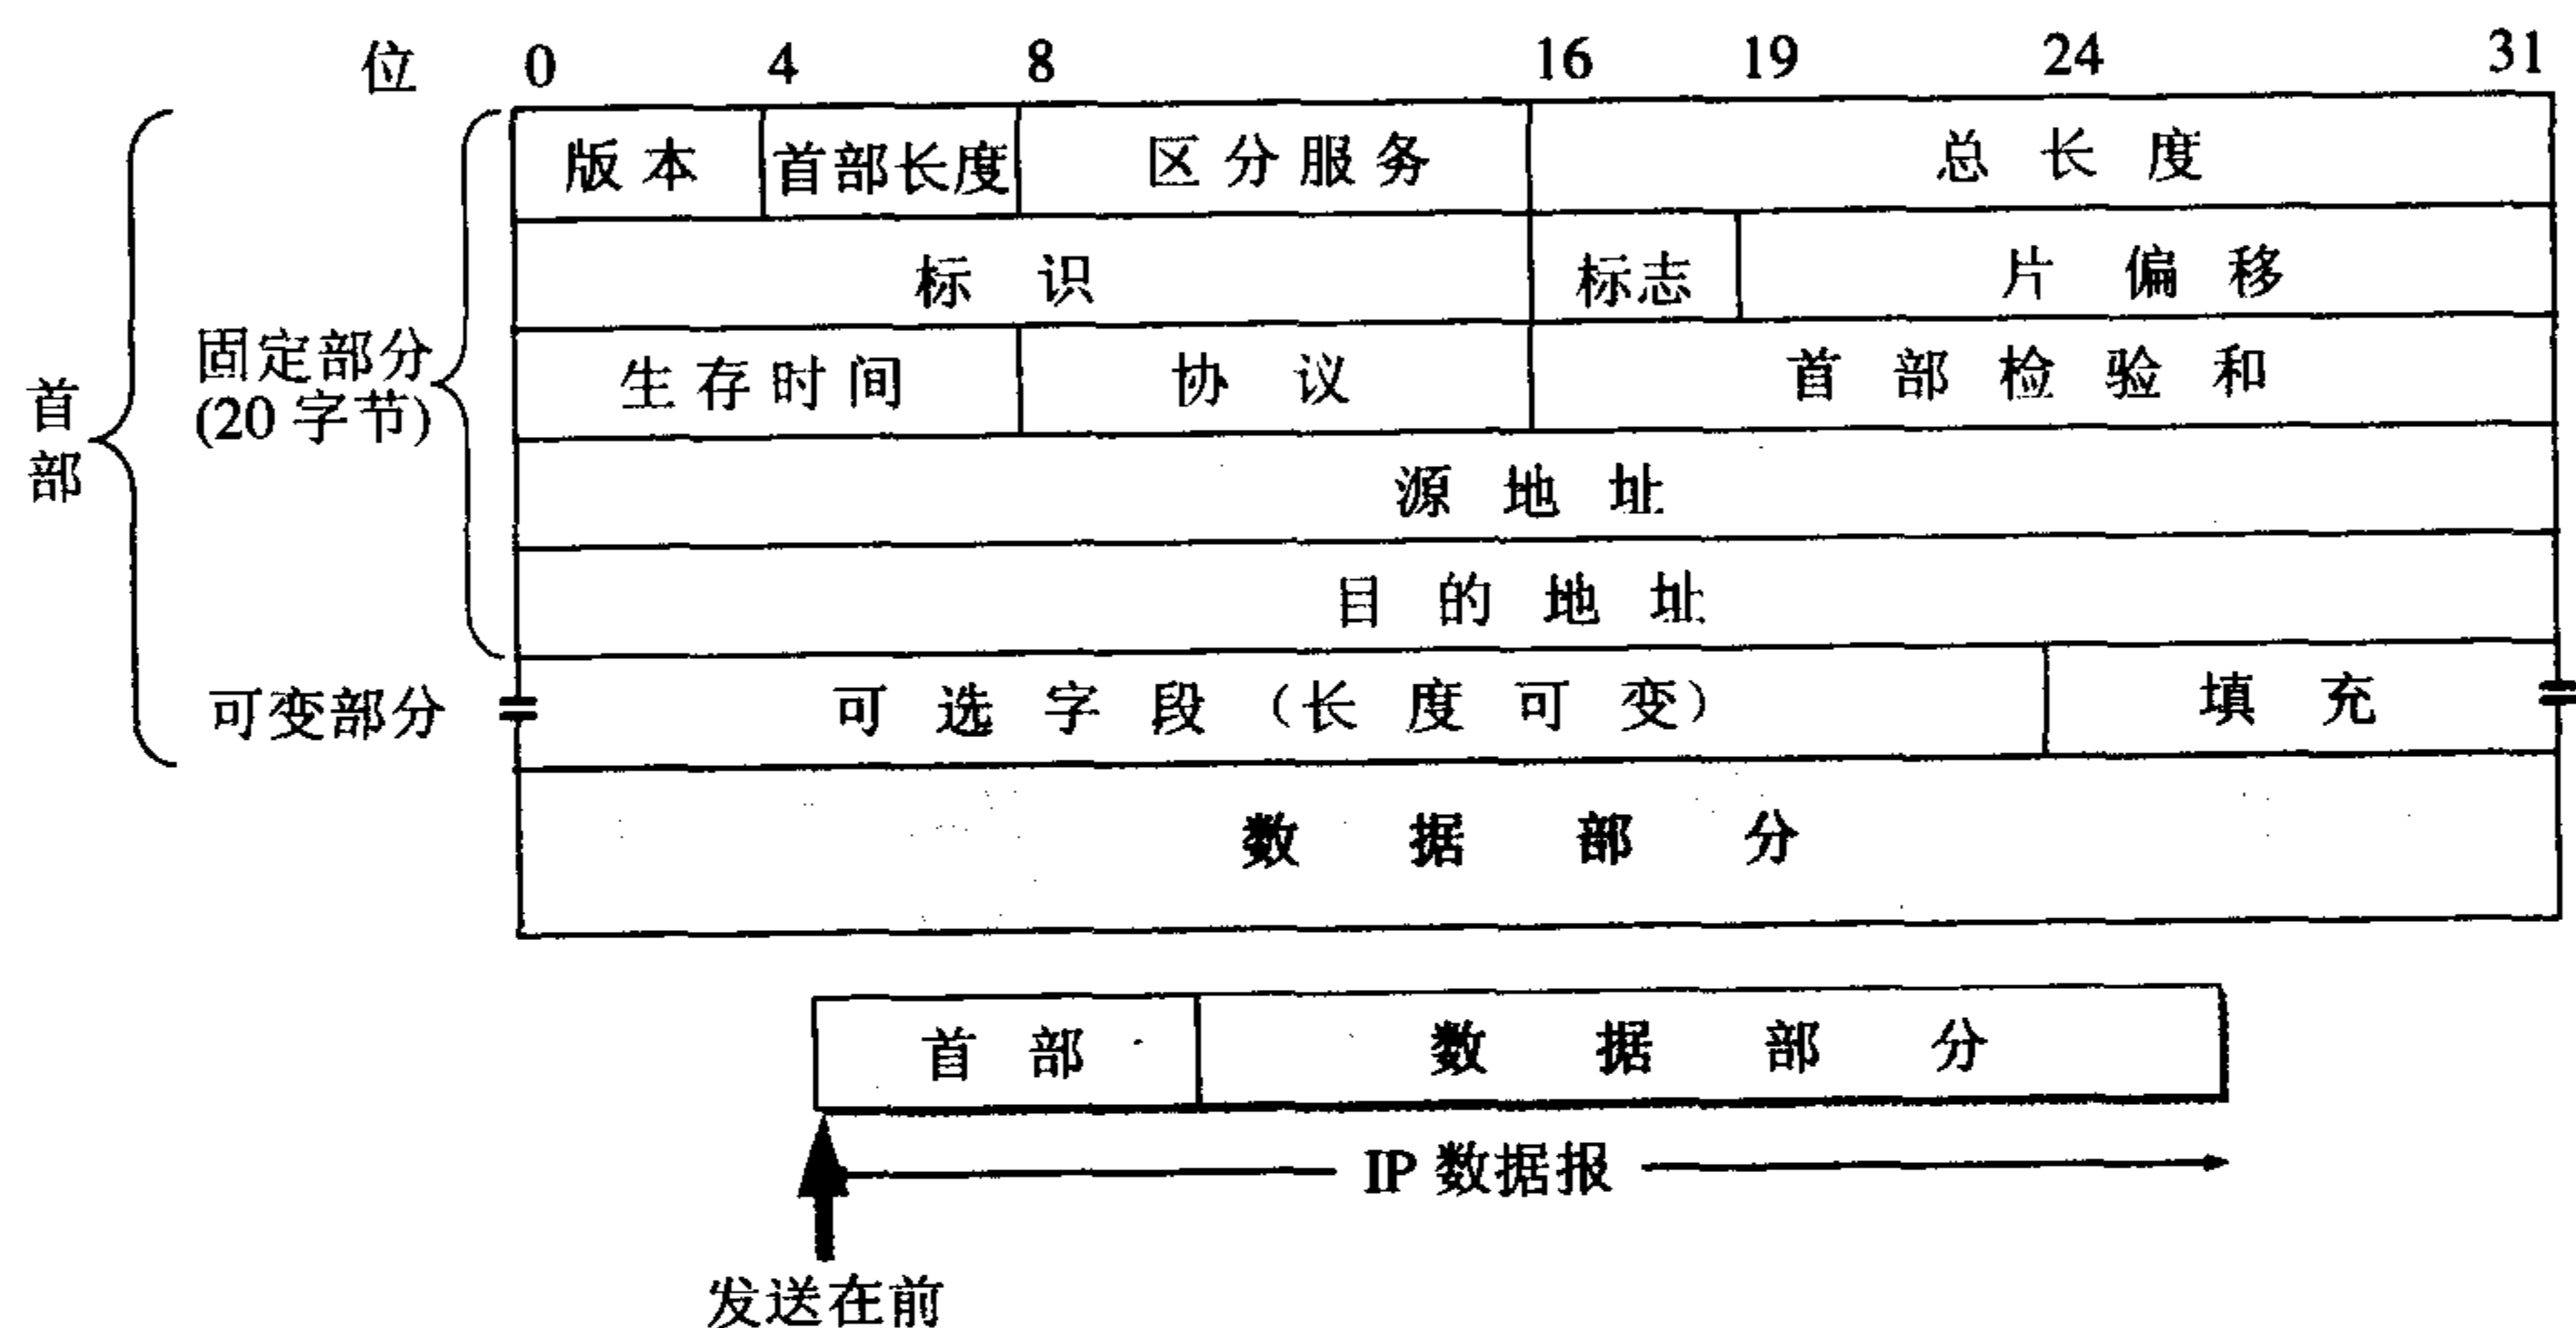 位 0 4 8 16 19 24 31
版本 首部长度 区分服务 总长度
标识 标志 片偏移
固定部分
(20 字节)
首部
生存时间 协议 首部检验和
源地址
目的地址
可变部分 可选字段（长度可变） 填充
数据部分
首部 数据部分
IP 数据报
发送在前